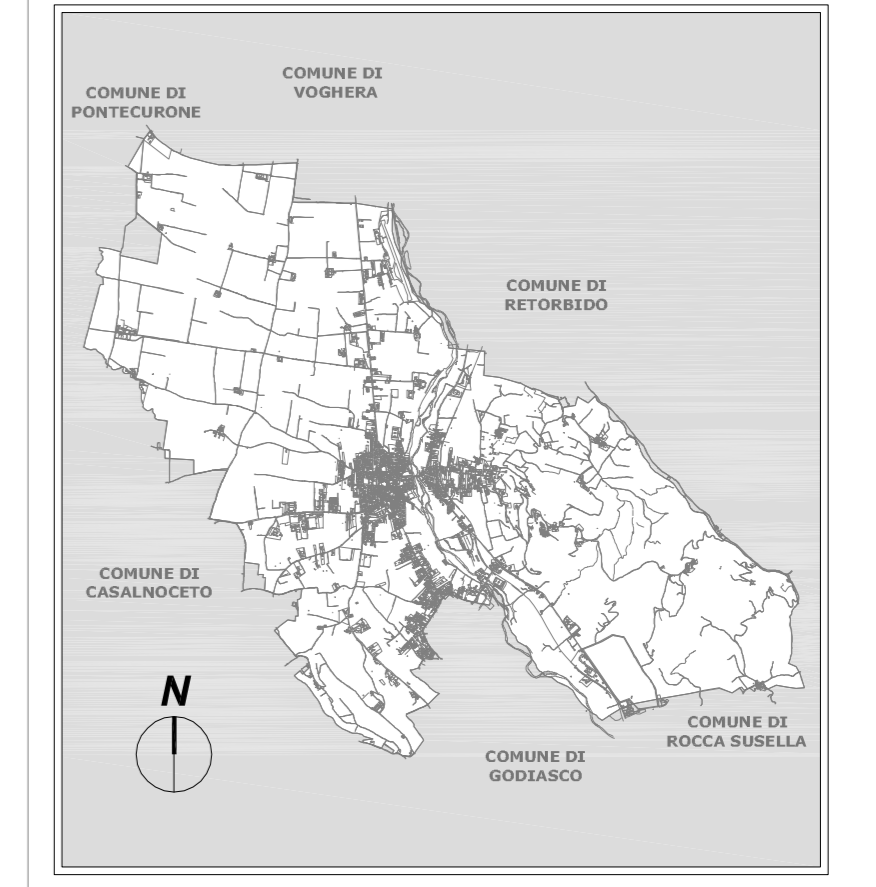 COMUNE DI
VOGHERA
COMUNE DI
PONTECURONE
COMUNE DI
RETORBIDO
COMUNE DI
CASALNOCETO
N
COMUNE DI
ROCCA SUSELLA
COMUNE DI
GODIASCO